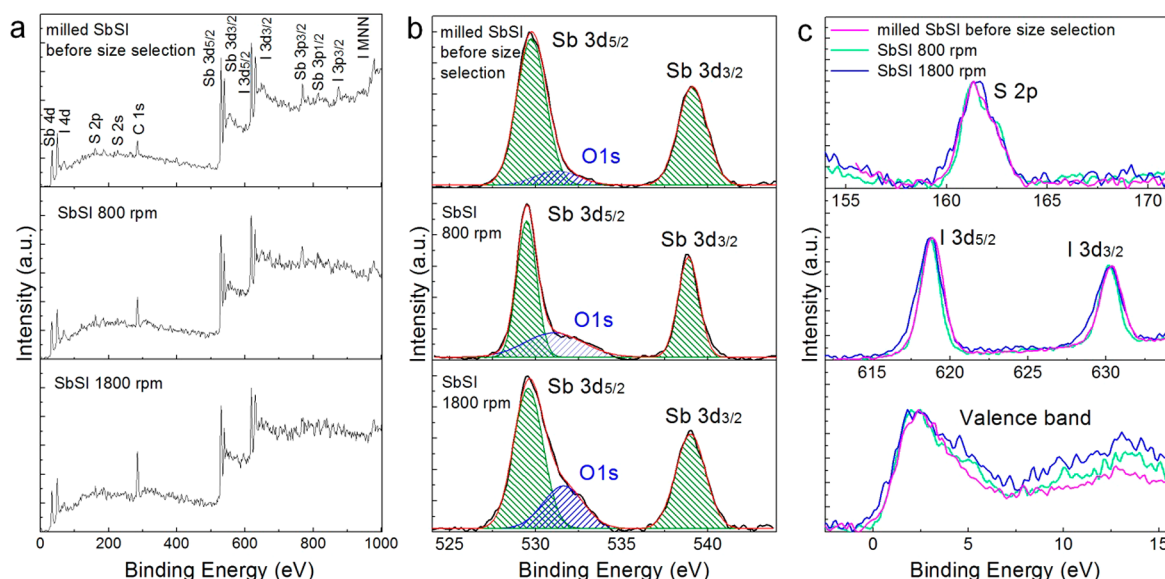 a
milled SbSI
before size selection
Sb 4d
I 4d
S 2p
S 2s
C 1s
Sb 3d5/2
Sb 3d3/2
I 3d5/2
I 3d3/2
Sb 3p3/2
Sb 3p1/2
I 3p3/2
I MNN
SbSI 800 rpm
SbSI 1800 rpm
Intensity (a.u.)
0 200 400 600 800 1000
Binding Energy (eV)
b
milled SbSI
before size
selection
Sb 3d5/2
Sb 3d3/2
O1s
SbSI
800 rpm
Sb 3d5/2
Sb 3d3/2
O1s
SbSI
1800 rpm
Sb 3d5/2
Sb 3d3/2
O1s
Intensity (a.u.)
525 530 535 540
Binding Energy (eV)
c
milled SbSI before size selection
SbSI 800 rpm
SbSI 1800 rpm
S 2p
155 160 165 170
I 3d5/2
I 3d3/2
615 620 625 630
Valence band
Intensity (a.u.)
0 5 10 15
Binding Energy (eV)